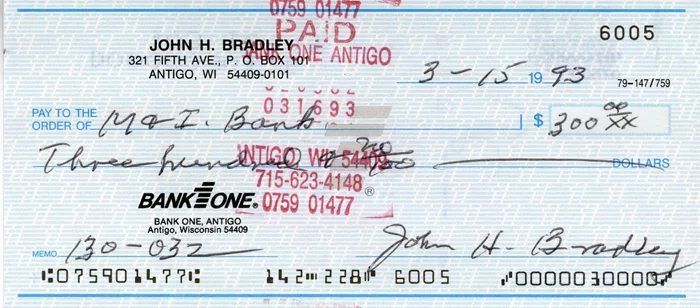 0759 01477
PAID
BANK ONE ANTIGO
6005
JOHN H. BRADLEY
321 FIFTH AVE., P. O. BOX 101
ANTIGO, WI 54409-0101
3-15 1993
79-147/759
031693
PAY TO THE
ORDER OF M&I. Bank $ 300 00/XX
Three hundred & 00/100 DOLLARS
ANTIGO WI 54409
715-623-4148
BANK ONE.®
0759 01477
BANK ONE, ANTIGO
Antigo, Wisconsin 54409
MEMO 130-032 John H. Bradley
⑆075901477⑆ 142⑉228⑈ 6005 ⑈0000030000⑈